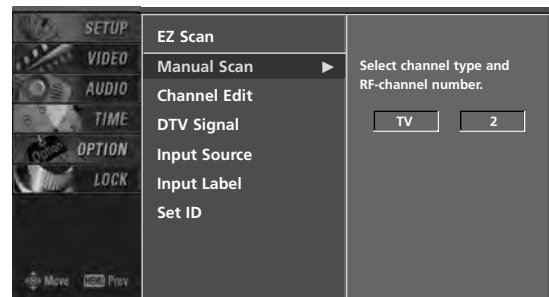 SETUP
VIDEO
AUDIO
TIME
OPTION
LOCK
Move MENU Prev
EZ Scan
Manual Scan ▶
Channel Edit
DTV Signal
Input Source
Input Label
Set ID
Select channel type and
RF-channel number.
TV 2